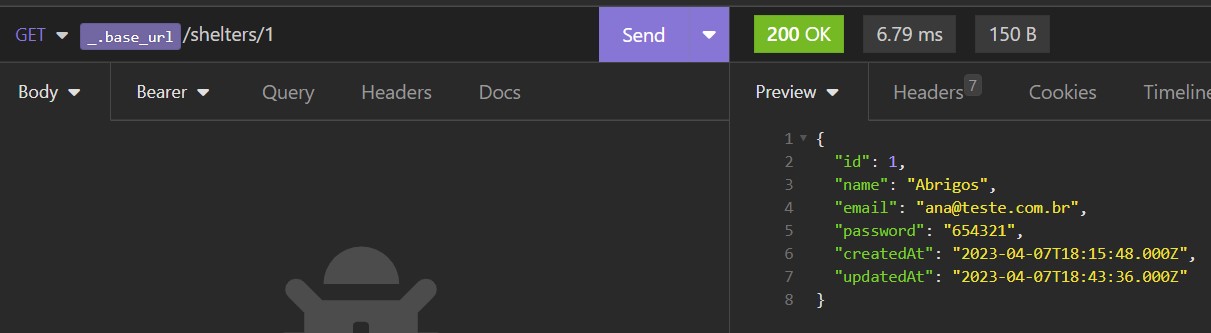 GET _.base_url /shelters/1 Send 200 OK 6.79 ms 150 B
Body Bearer Query Headers Docs Preview Headers 7 Cookies Timeline
1 {
2 "id": 1,
3 "name": "Abrigos",
4 "email": "ana@teste.com.br",
5 "password": "654321",
6 "createdAt": "2023-04-07T18:15:48.000Z",
7 "updatedAt": "2023-04-07T18:43:36.000Z"
8 }